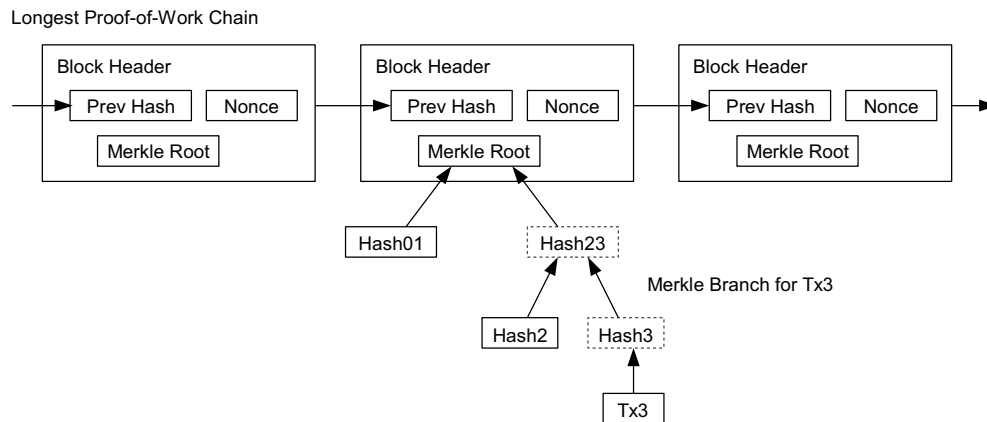 Longest Proof-of-Work Chain
Block Header
Prev Hash
Nonce
Merkle Root
Block Header
Prev Hash
Nonce
Merkle Root
Block Header
Prev Hash
Nonce
Merkle Root
Hash01
Hash23
Merkle Branch for Tx3
Hash2
Hash3
Tx3